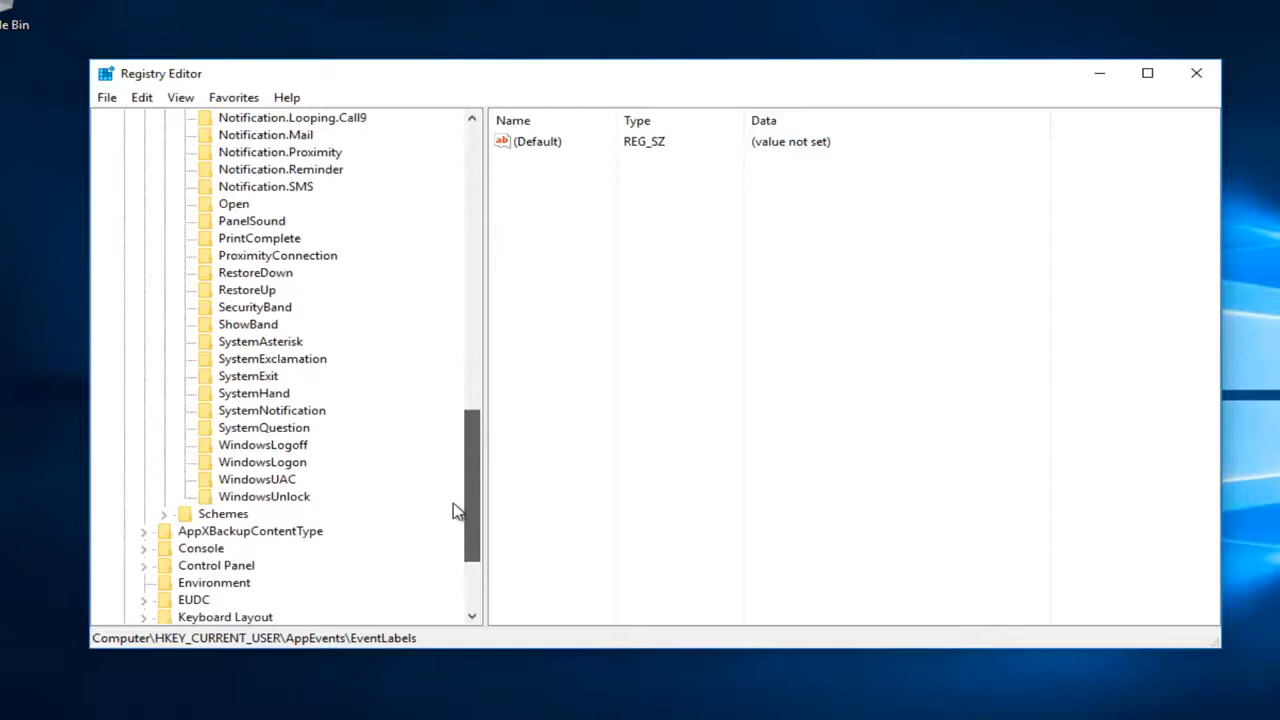 le Bin
Registry Editor
File Edit View Favorites Help
Notification.Looping.Call9
Notification.Mail
Notification.Proximity
Notification.Reminder
Notification.SMS
Open
PanelSound
PrintComplete
ProximityConnection
RestoreDown
RestoreUp
SecurityBand
ShowBand
SystemAsterisk
SystemExclamation
SystemExit
SystemHand
SystemNotification
SystemQuestion
WindowsLogoff
WindowsLogon
WindowsUAC
WindowsUnlock
Schemes
AppXBackupContentType
Console
Control Panel
Environment
EUDC
Keyboard Layout
Name Type Data
ab (Default) REG_SZ (value not set)
Computer\HKEY_CURRENT_USER\AppEvents\EventLabels